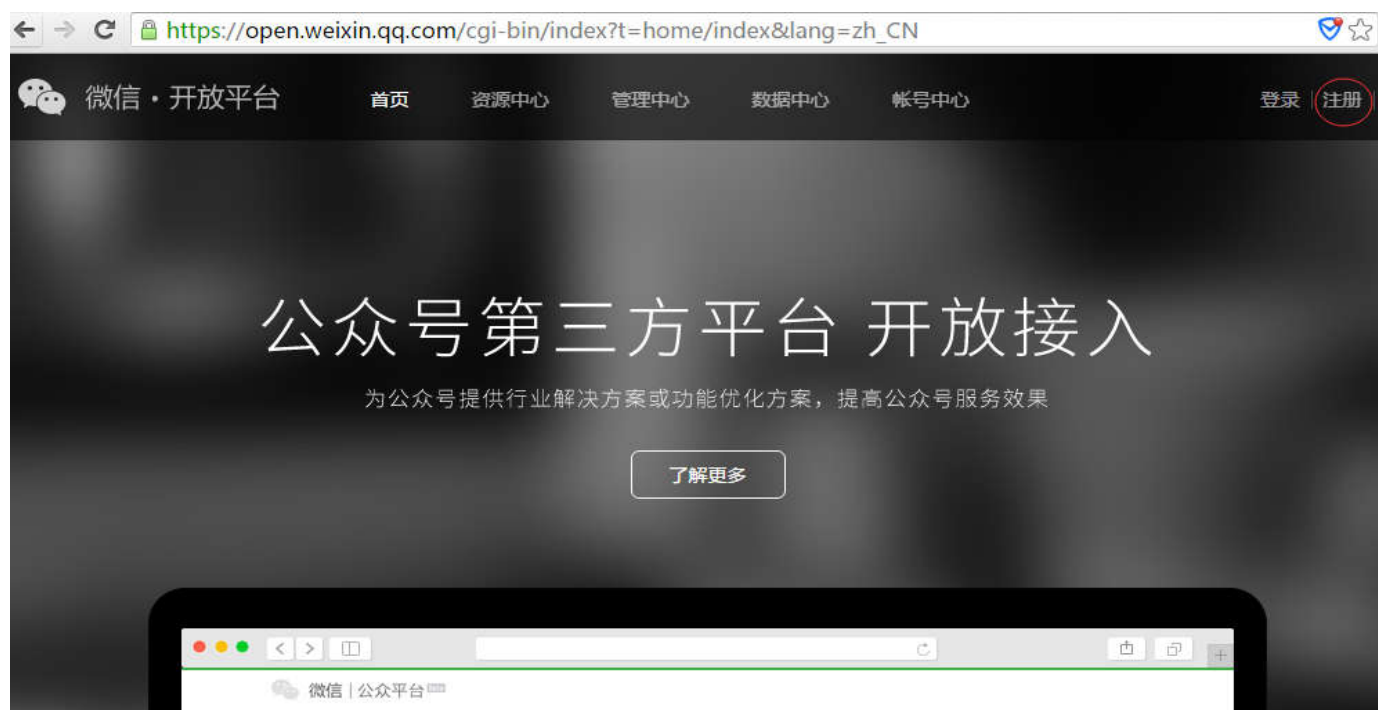 https://open.weixin.qq.com/cgi-bin/index?t=home/index&lang=zh_CN
微信·开放平台 首页 资源中心 管理中心 数据中心 帐号中心 登录 注册
公众号第三方平台 开放接入
为公众号提供行业解决方案或功能优化方案，提高公众号服务效果
了解更多
微信 | 公众平台